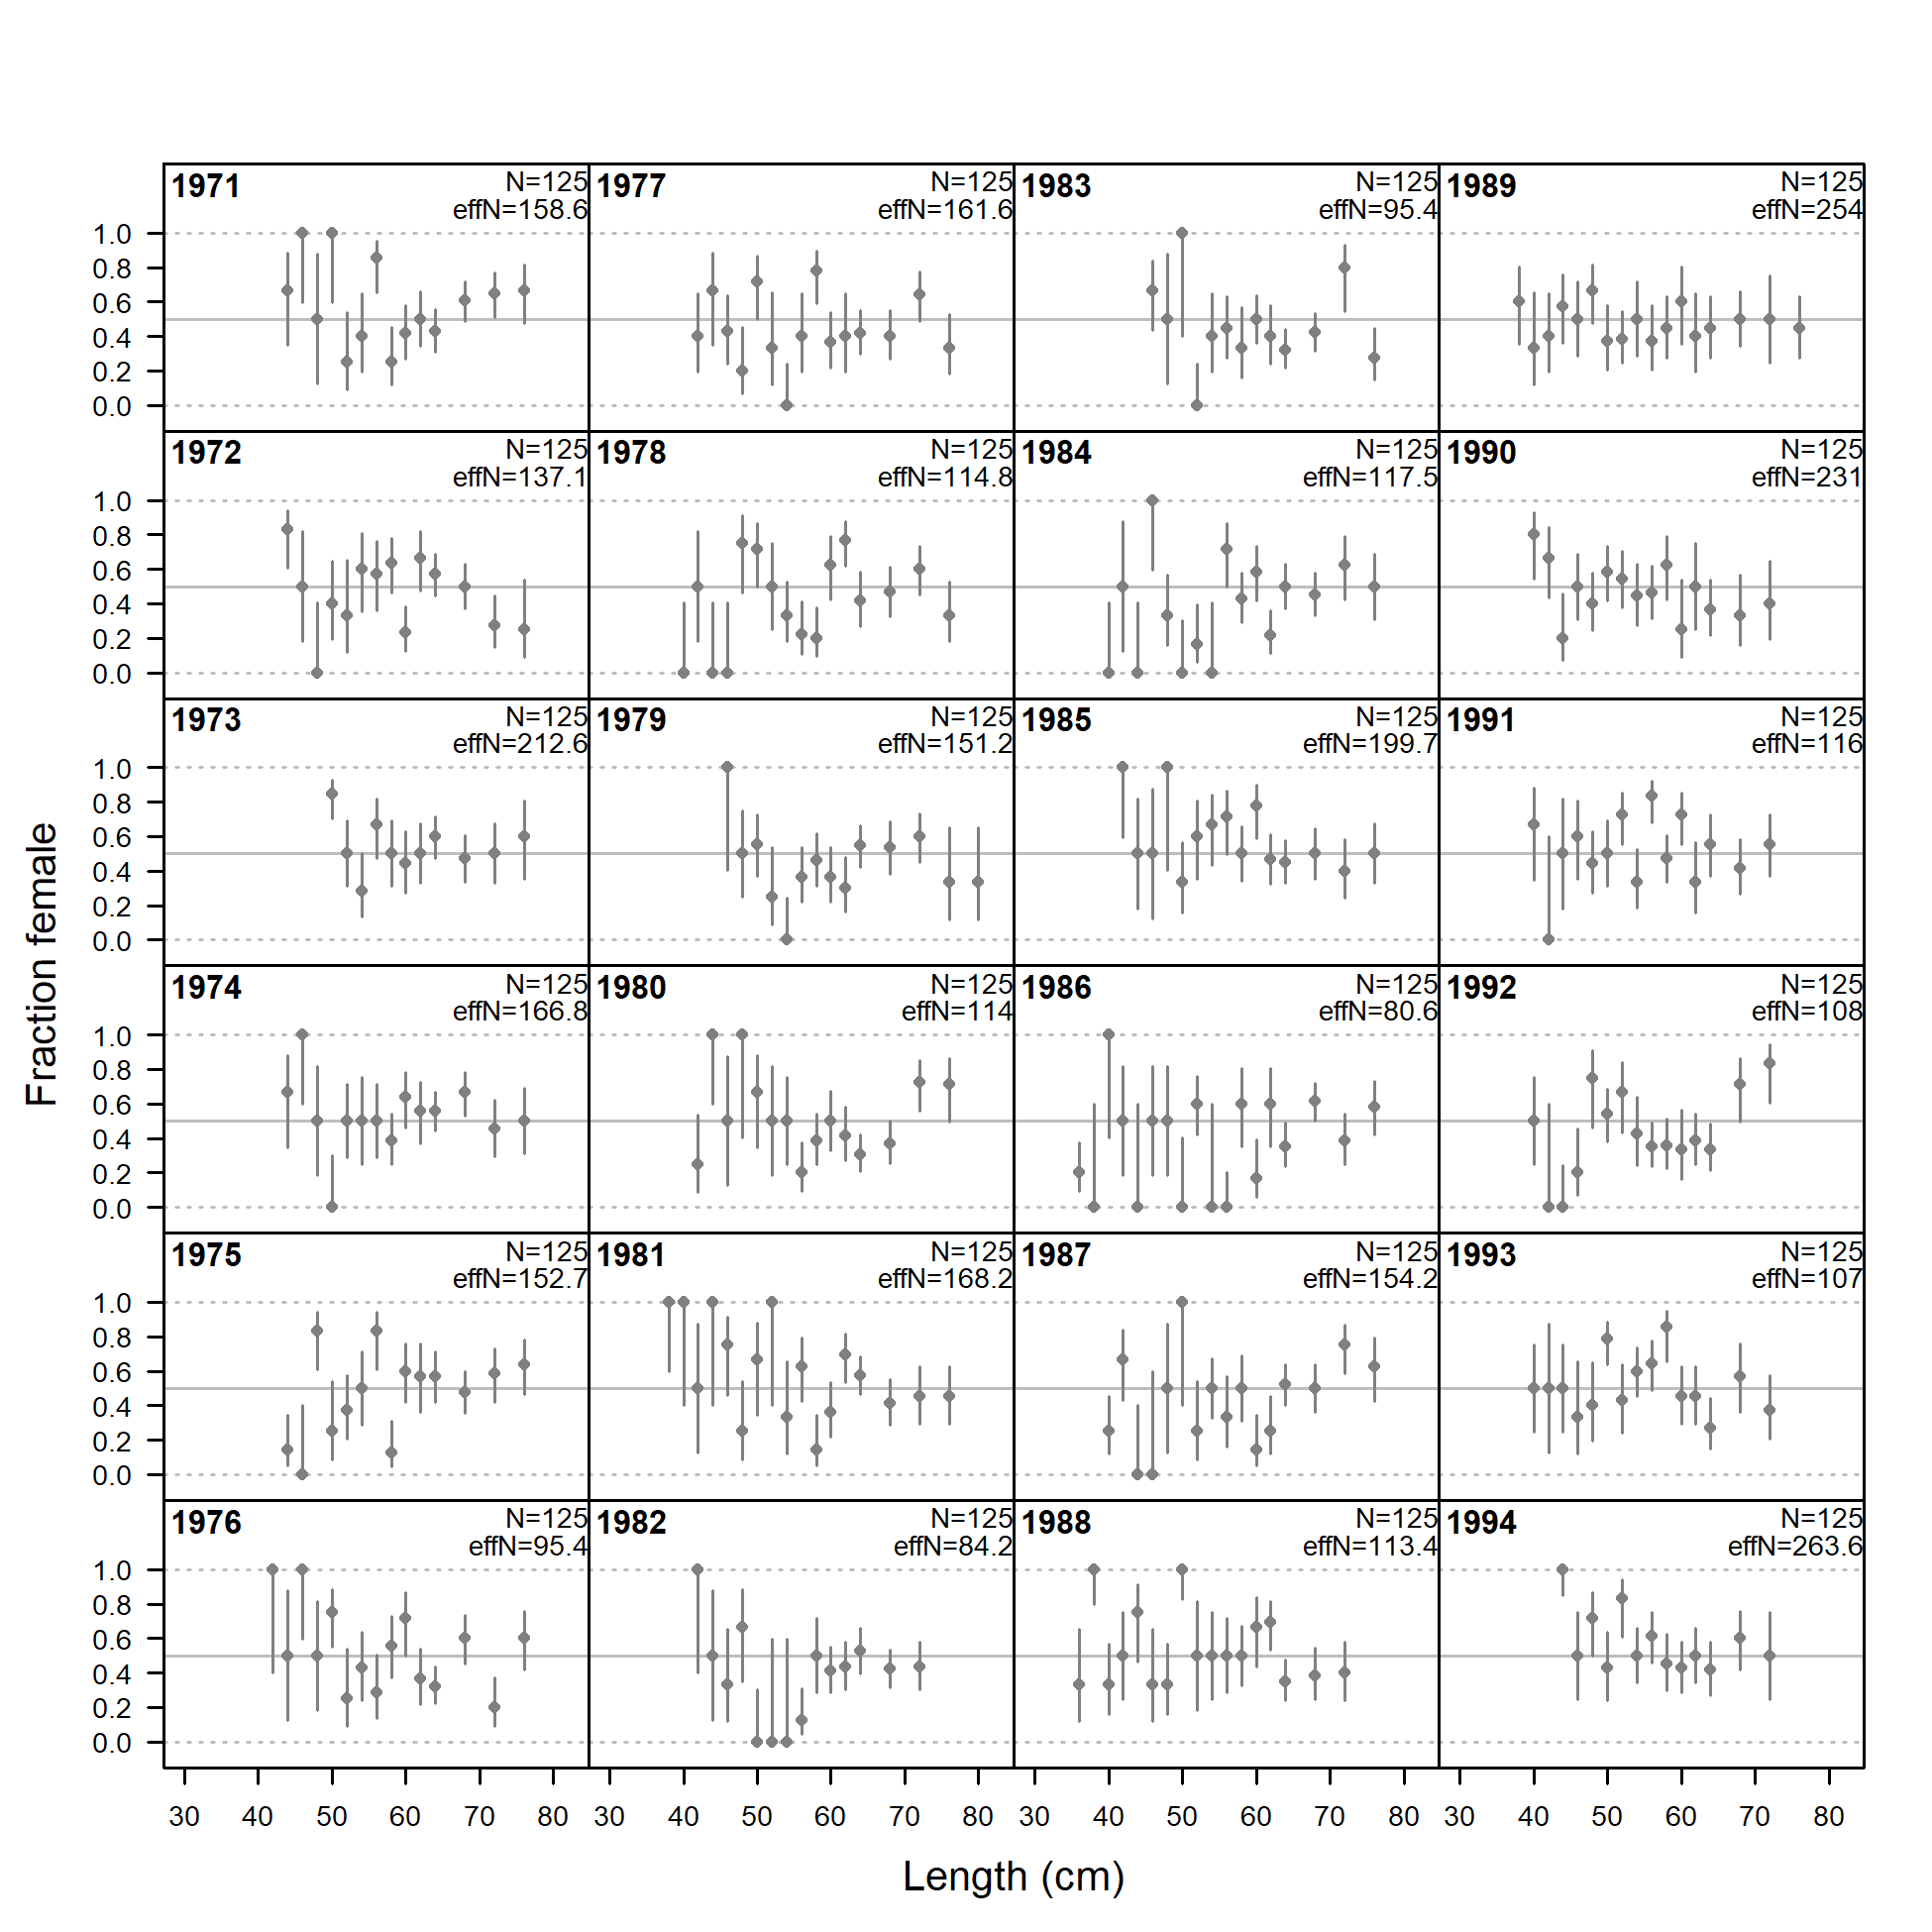 1971 N=125 1977 N=125 1983 N=125 1989 N=125
effN=158.6 effN=161.6 effN=95.4 effN=254
1.0
0.8
0.6
0.4
0.2
0.0
1972 N=125 1978 N=125 1984 N=125 1990 N=125
effN=137.1 effN=114.8 effN=117.5 effN=231
1.0
0.8
0.6
0.4
0.2
0.0
1973 N=125 1979 N=125 1985 N=125 1991 N=125
effN=212.6 effN=151.2 effN=199.7 effN=116
1.0
0.8
0.6
0.4
0.2
0.0
Fraction female
1974 N=125 1980 N=125 1986 N=125 1992 N=125
effN=166.8 effN=114 effN=80.6 effN=108
1.0
0.8
0.6
0.4
0.2
0.0
1975 N=125 1981 N=125 1987 N=125 1993 N=125
effN=152.7 effN=168.2 effN=154.2 effN=107
1.0
0.8
0.6
0.4
0.2
0.0
1976 N=125 1982 N=125 1988 N=125 1994 N=125
effN=95.4 effN=84.2 effN=113.4 effN=263.6
1.0
0.8
0.6
0.4
0.2
0.0
30 40 50 60 70 80 30 40 50 60 70 80 30 40 50 60 70 80 30 40 50 60 70 80
Length (cm)